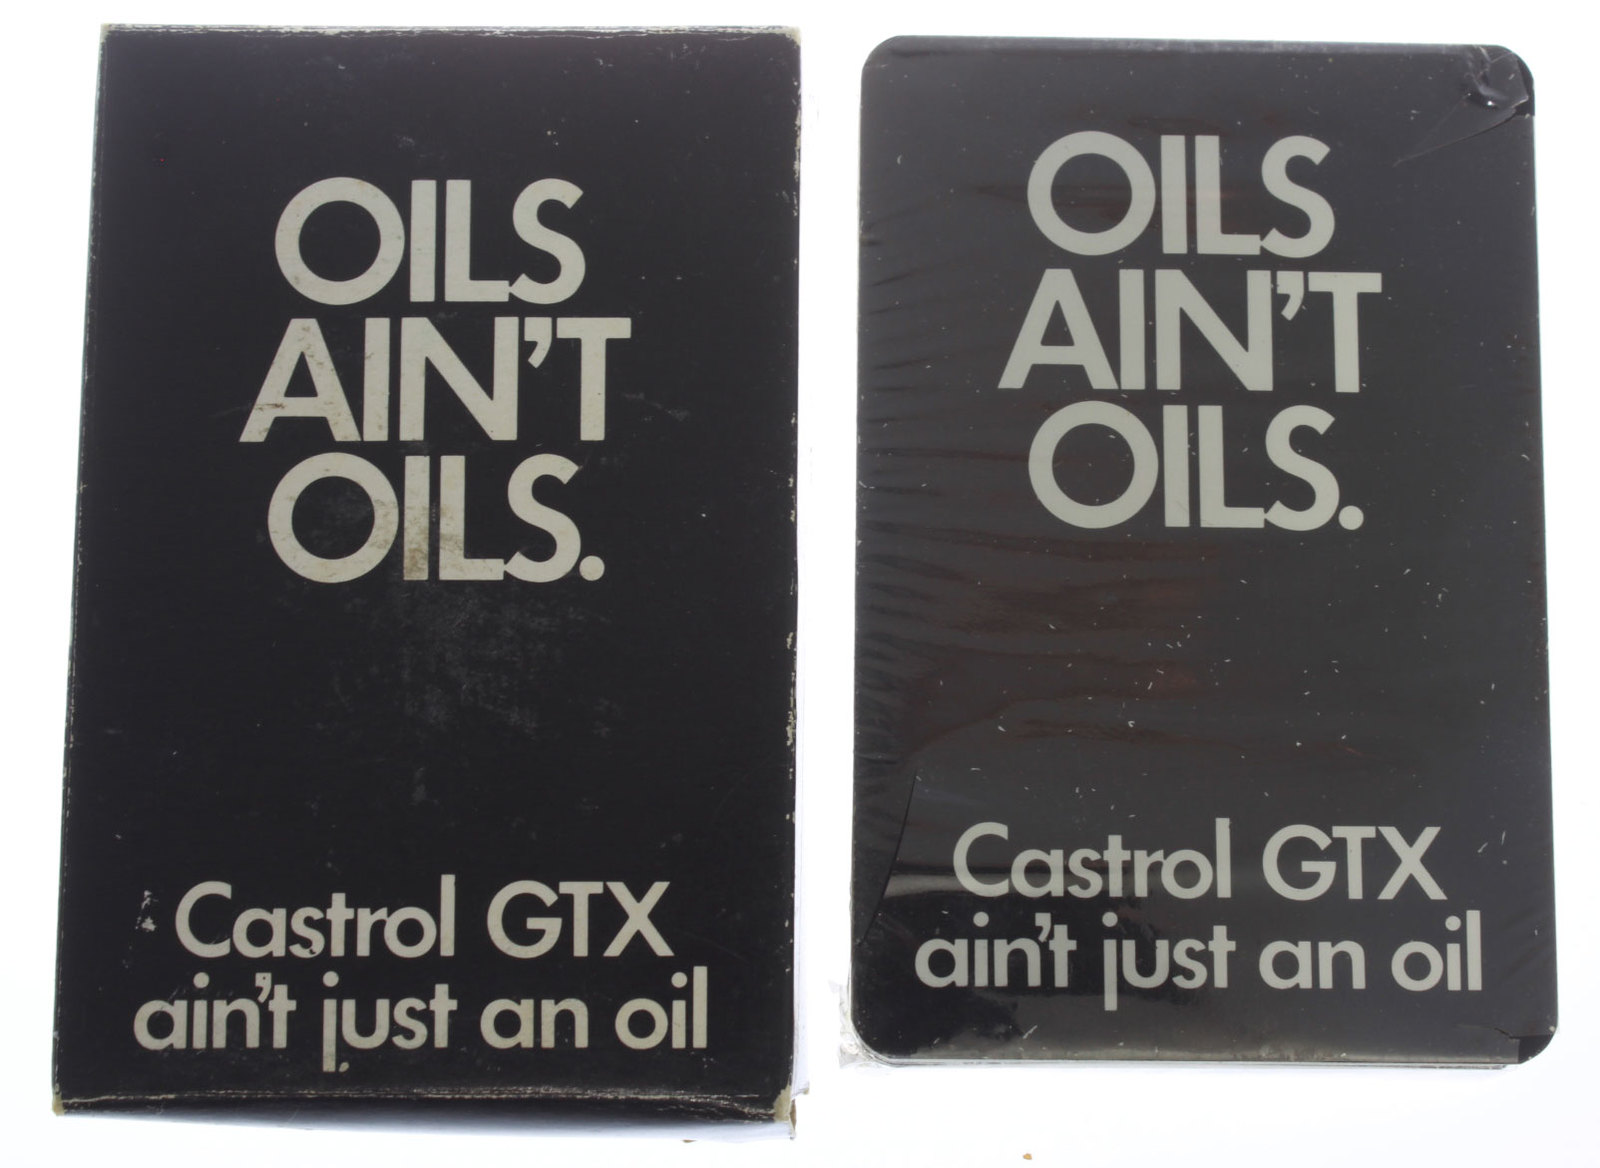 OILS
AIN'T
OILS.
Castrol GTX
ain't just an oil
OILS
AIN'T
OILS.
Castrol GTX
ain't just an oil